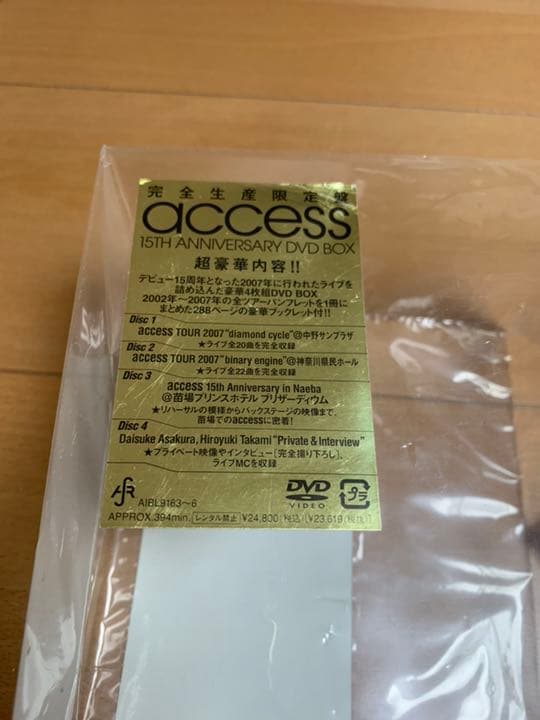 完全生産限定盤
access
15TH ANNIVERSARY DVD BOX
超豪華内容!!
デビュー15周年となった2007年に行われたライブを
詰め込んだ豪華4枚組DVD BOX
2002年〜2007年の全ツアーパンフレットを1冊に
まとめた288ページの豪華ブックレット付!!
Disc 1
access TOUR 2007 "diamond cycle"@中野サンプラザ
★ライブ全20曲を完全収録
Disc 2
access TOUR 2007 "binary engine"@神奈川県民ホール
★ライブ全22曲を完全収録
Disc 3
access 15th Anniversary in Naeba
@苗場プリンスホテル ブリザーディウム
★リハーサルの模様からバックステージの映像まで、
苗場でのaccessに密着!
Disc 4
Daisuke Asakura, Hiroyuki Takami "Private & Interview"
★プライベート映像やインタビュー[完全撮り下ろし]、
ライブMCを収録
AIBL9163〜6
DVD
VIDEO
プラ
APPROX.394min. レンタル禁止 ¥24,800(税込) ¥23,619(税抜)